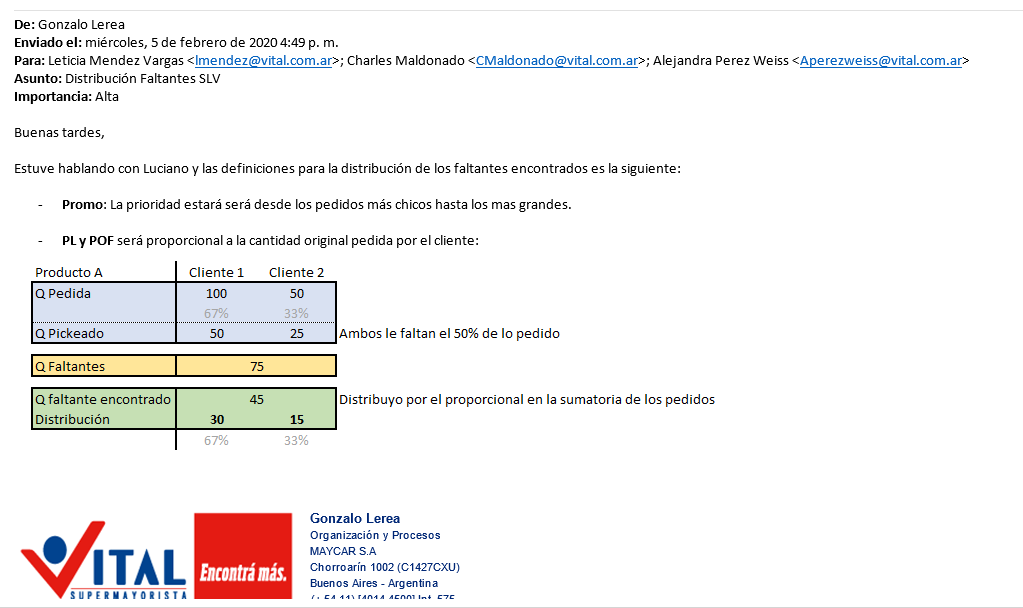 De: Gonzalo Lerea
Enviado el: miércoles, 5 de febrero de 2020 4:49 p. m.
Para: Leticia Mendez Vargas <lmendez@vital.com.ar>; Charles Maldonado <CMaldonado@vital.com.ar>; Alejandra Perez Weiss <Aperezweiss@vital.com.ar>
Asunto: Distribución Faltantes SLV
Importancia: Alta
Buenas tardes,
Estuve hablando con Luciano y las definiciones para la distribución de los faltantes encontrados es la siguiente:
- Promo: La prioridad estará será desde los pedidos más chicos hasta los mas grandes.
- PL y POF será proporcional a la cantidad original pedida por el cliente:
Producto A Cliente 1 Cliente 2
Q Pedida 100 50
67% 33%
Q Pickeado 50 25 Ambos le faltan el 50% de lo pedido
Q Faltantes 75
Q faltante encontrado 45 Distribuyo por el proporcional en la sumatoria de los pedidos
Distribución 30 15
67% 33%
VITAL
SUPERMAYORISTA
Encontrá más.
Gonzalo Lerea
Organización y Procesos
MAYCAR S.A
Chorroarín 1002 (C1427CXU)
Buenos Aires - Argentina
(+ 54 11) [4014 4500] Int. 575